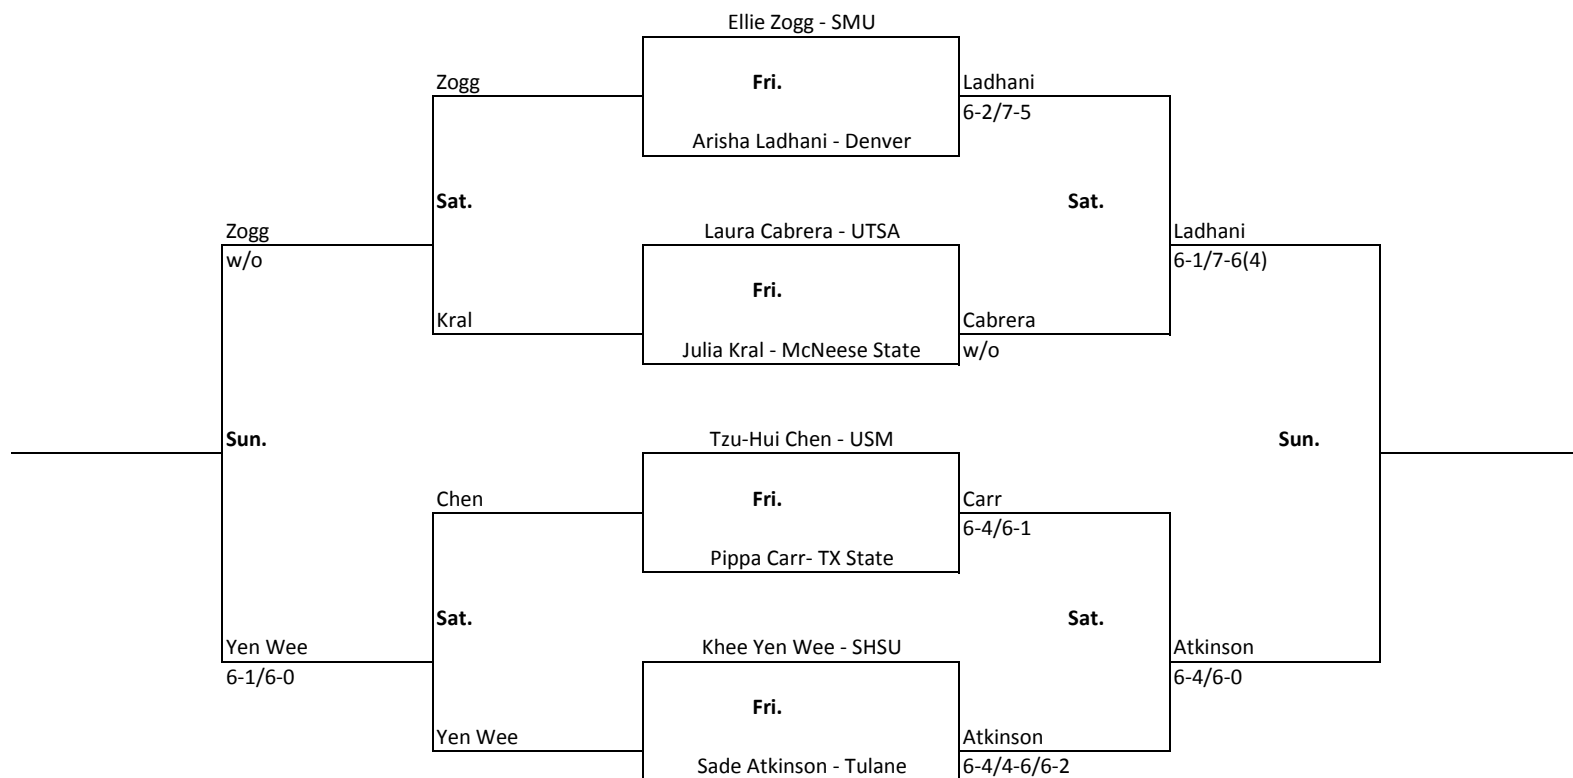 Ellie Zogg - SMU
Zogg
Fri.
Ladhani
6-2/7-5
Arisha Ladhani - Denver
Sat.
Sat.
Zogg
Laura Cabrera - UTSA
Ladhani
w/o
6-1/7-6(4)
Fri.
Kral
Cabrera
Julia Kral - McNeese State
w/o
Sun.
Tzu-Hui Chen - USM
Sun.
Chen
Fri.
Carr
6-4/6-1
Pippa Carr- TX State
Sat.
Sat.
Yen Wee
Khee Yen Wee - SHSU
Atkinson
6-1/6-0
6-4/6-0
Fri.
Yen Wee
Atkinson
Sade Atkinson - Tulane
6-4/4-6/6-2